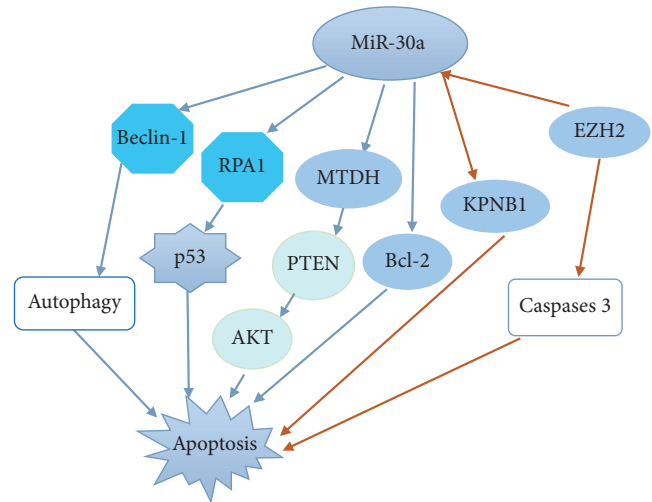 MiR-30a
Beclin-1
EZH2
RPA1
MTDH
KPNB1
p53
PTEN
Bcl-2
Autophagy
Caspases 3
AKT
Apoptosis